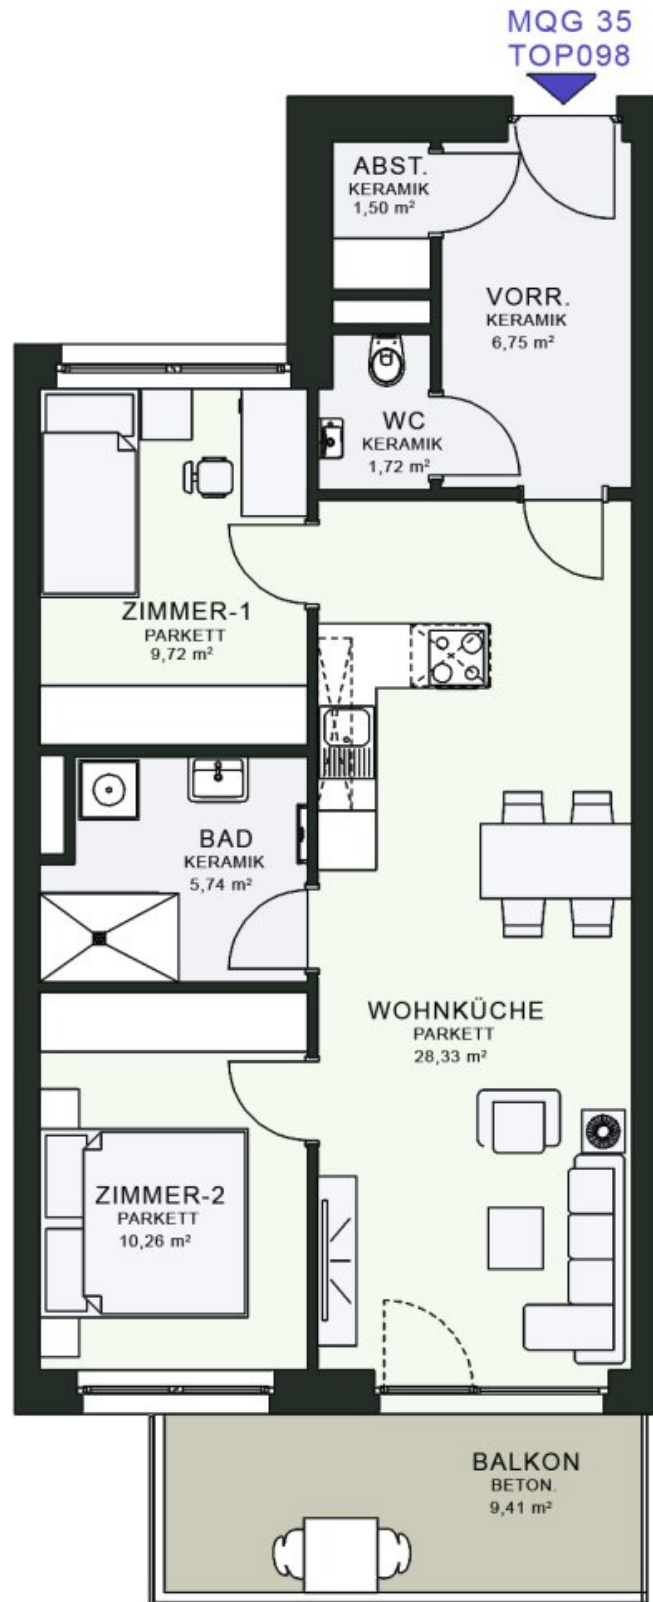 MQG 35
TOP098
ABST.
KERAMIK
1,50 m²
VORR.
KERAMIK
6,75 m²
WC
KERAMIK
1,72 m²
ZIMMER-1
PARKETT
9,72 m²
BAD
KERAMIK
5,74 m²
WOHNKÜCHE
PARKETT
28,33 m²
ZIMMER-2
PARKETT
10,26 m²
BALKON
BETON.
9,41 m²